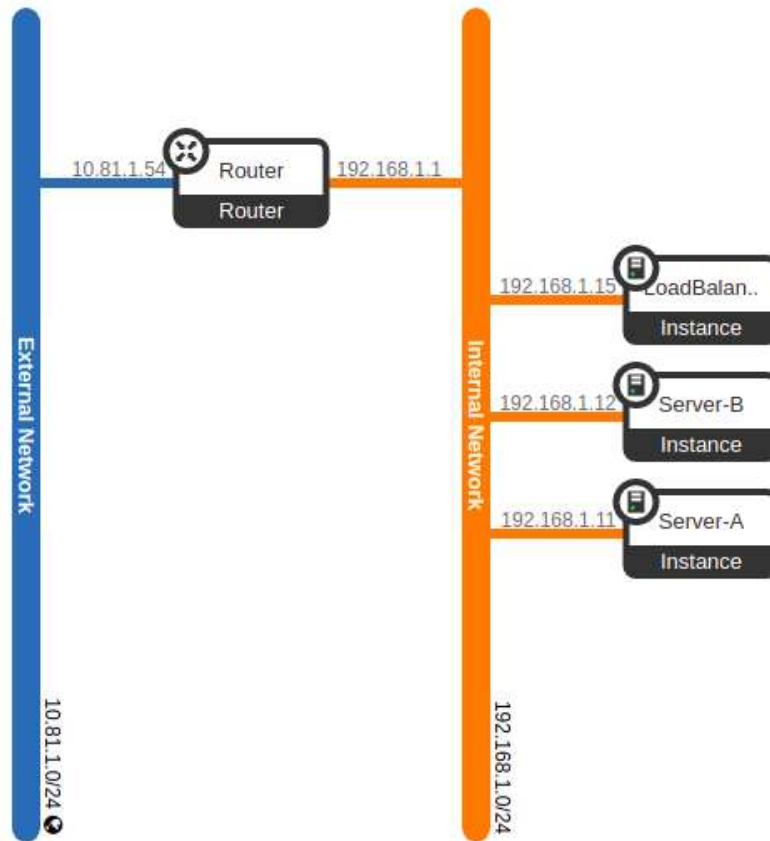 10.81.1.54
Router
192.168.1.1
Router
192.168.1.15
LoadBalan..
Instance
External Network
Internal Network
192.168.1.12
Server-B
Instance
192.168.1.11
Server-A
Instance
10.81.1.0/24
192.168.1.0/24